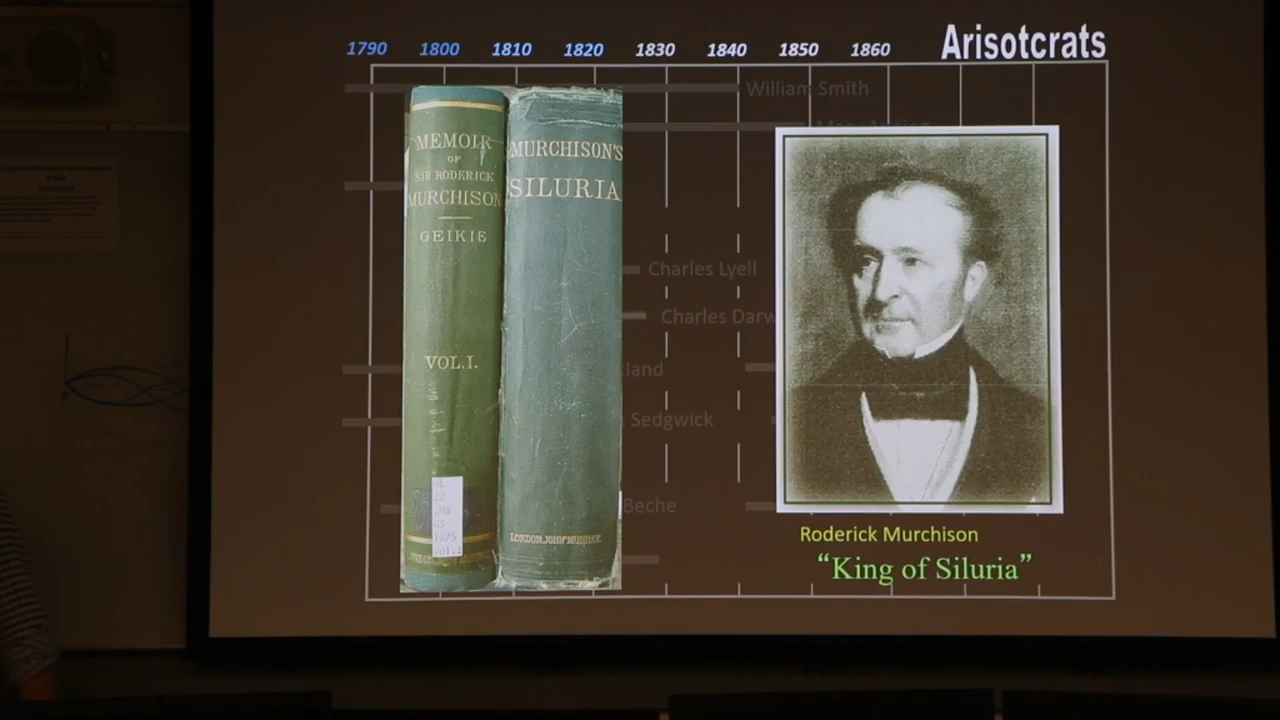 1790 1800 1810 1820 1830 1840 1850 1860
Arisotcrats
William Smith
MEMOIR
OF
SIR RODERICK
MURCHISON
GEIKIE
VOL.I.
MURCHISON'S
SILURIA
LONDON.JOHN MURRAY.
Charles Lyell
Charles Darw
land
Sedgwick
Beche
Roderick Murchison
“King of Siluria”